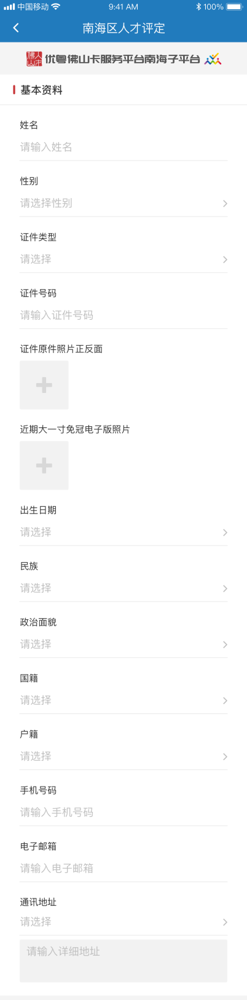 中国移动 9:41 AM 100%
南海区人才评定
优粤佛山卡服务平台南海子平台
基本资料
姓名
请输入姓名
性别
请选择性别
证件类型
请选择
证件号码
请输入证件号码
证件原件照片正反面
近期大一寸免冠电子版照片
出生日期
请选择
民族
请选择
政治面貌
请选择
国籍
请选择
户籍
请选择
手机号码
请输入手机号码
电子邮箱
请输入电子邮箱
通讯地址
请选择
请输入详细地址